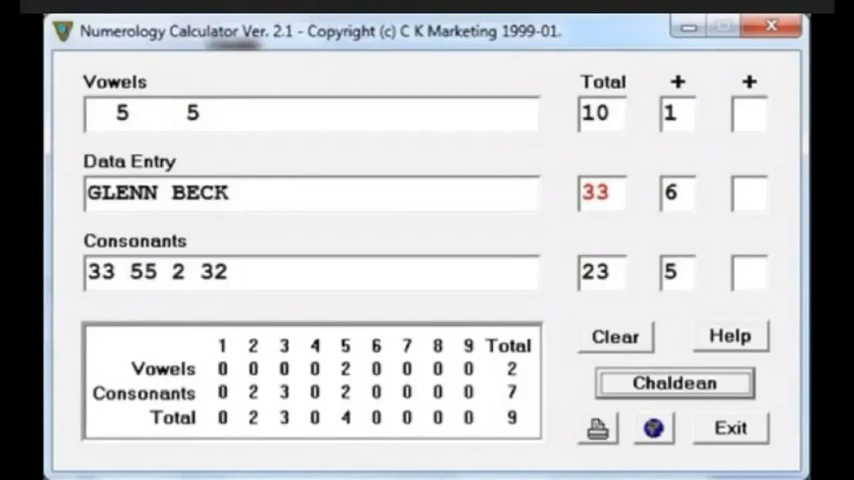 Numerology Calculator Ver. 2.1 - Copyright (c) C K Marketing 1999-01.
Vowels Total + +
5 5 10 1
Data Entry
GLENN BECK 33 6
Consonants
33 55 2 32 23 5
1 2 3 4 5 6 7 8 9 Total
Vowels 0 0 0 0 2 0 0 0 0 2
Consonants 0 2 3 0 2 0 0 0 0 7
Total 0 2 3 0 4 0 0 0 0 9
Clear Help
Chaldean
Exit